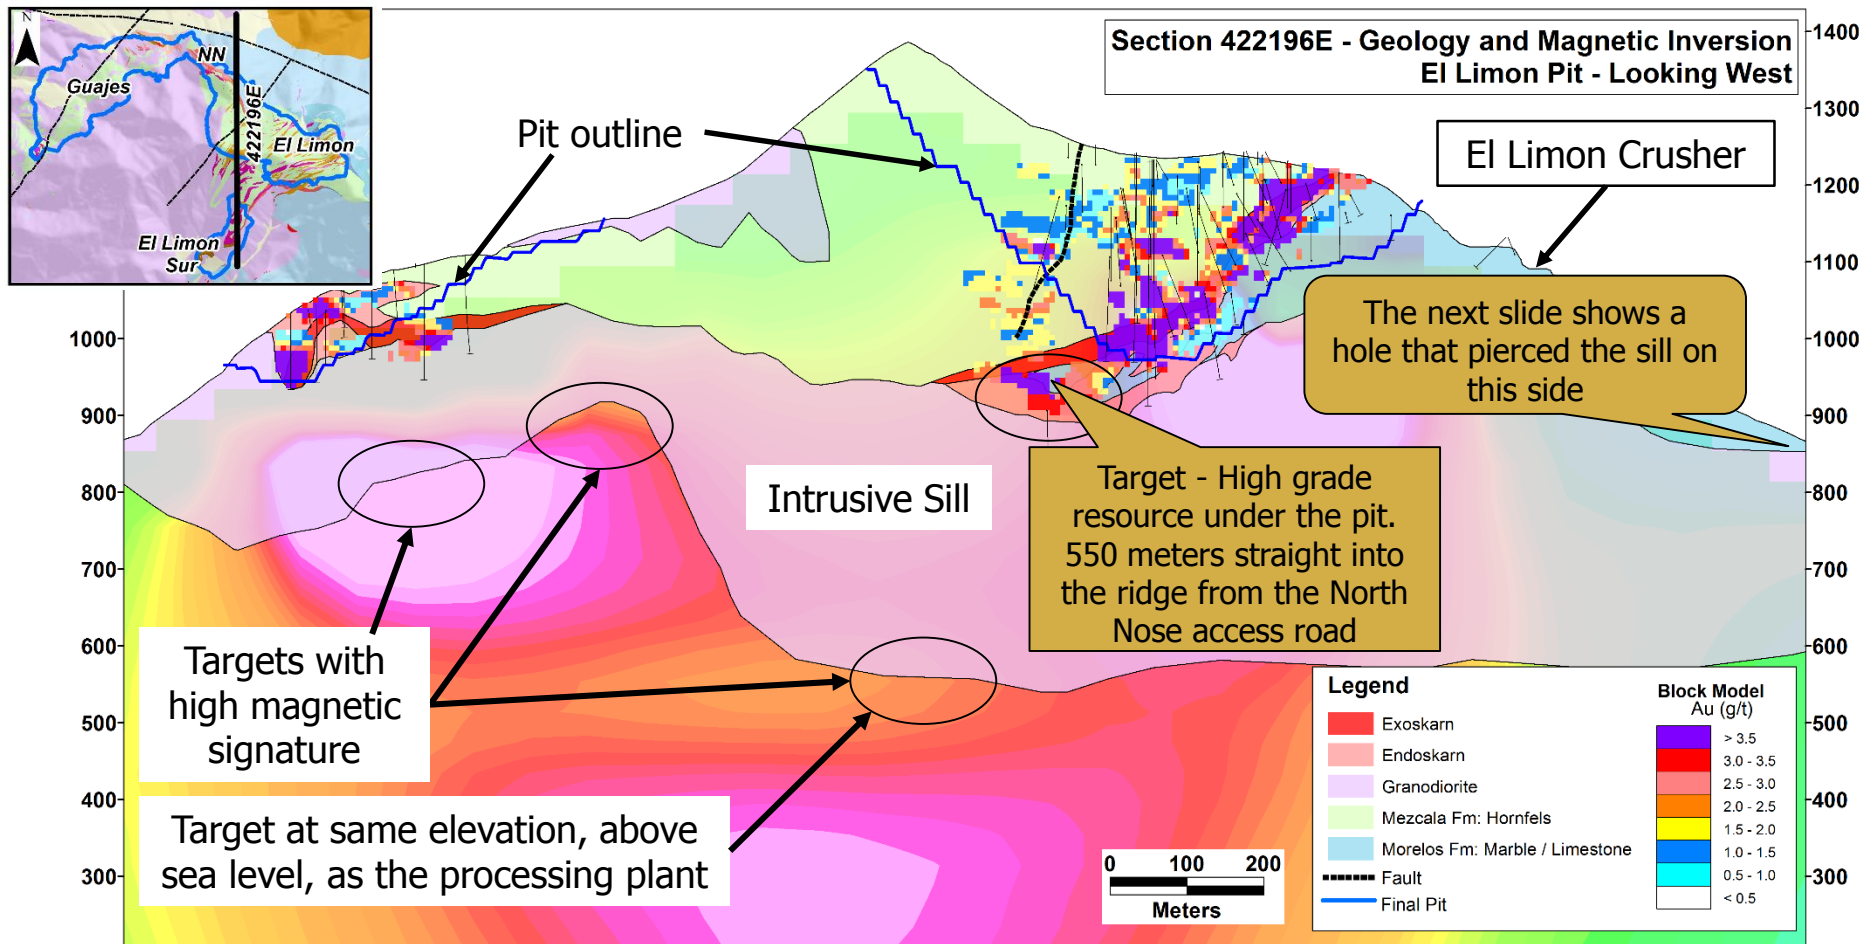 N
NN
Guajes
422196E
El Limon
El Limon
Sur
Section 422196E - Geology and Magnetic Inversion
El Limon Pit - Looking West
Pit outline
El Limon Crusher
The next slide shows a
hole that pierced the sill on
this side
Target - High grade
resource under the pit.
550 meters straight into
the ridge from the North
Nose access road
Intrusive Sill
Targets with
high magnetic
signature
Target at same elevation, above
sea level, as the processing plant
1000
900
800
700
600
500
400
300
1400
1300
1200
1100
1000
900
800
700
600
500
400
300
0 100 200
Meters
Legend
Exoskarn
Endoskarn
Granodiorite
Mezcala Fm: Hornfels
Morelos Fm: Marble / Limestone
Fault
Final Pit
Block Model
Au (g/t)
> 3.5
3.0 - 3.5
2.5 - 3.0
2.0 - 2.5
1.5 - 2.0
1.0 - 1.5
0.5 - 1.0
< 0.5